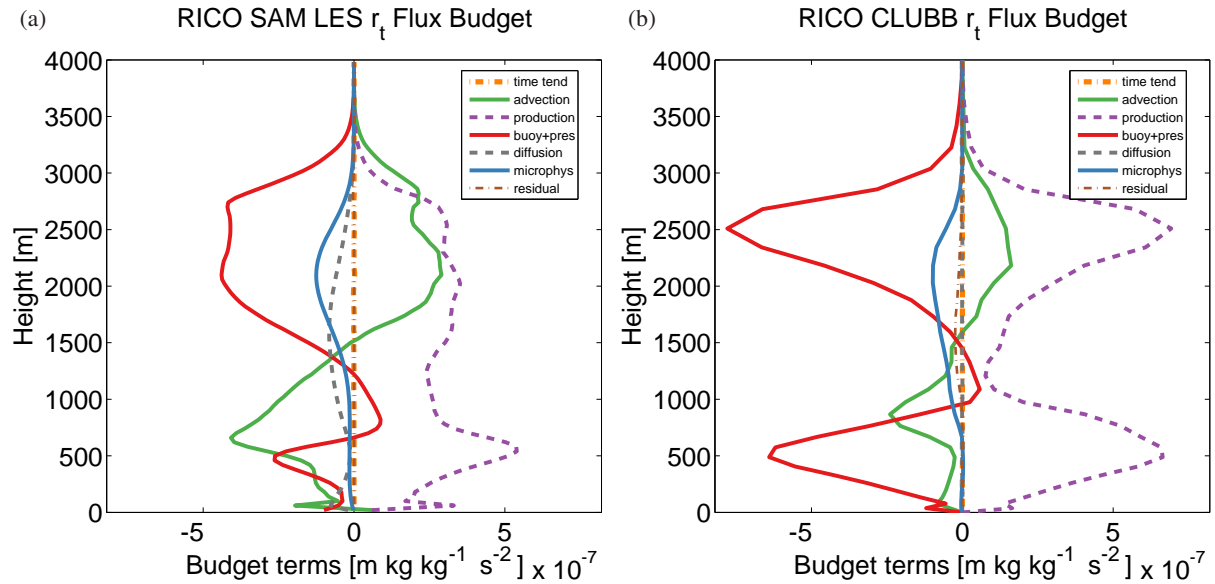 (a)
RICO SAM LES r_t Flux Budget
4000
3500
3000
2500
2000
1500
1000
500
0
Height [m]
time tend
advection
production
buoy+pres
diffusion
microphys
residual
-5
0
5
Budget terms [m kg kg^-1 s^-2] x 10^-7
(b)
RICO CLUBB r_t Flux Budget
4000
3500
3000
2500
2000
1500
1000
500
0
Height [m]
time tend
advection
production
buoy+pres
diffusion
microphys
residual
-5
0
5
Budget terms [m kg kg^-1 s^-2] x 10^-7